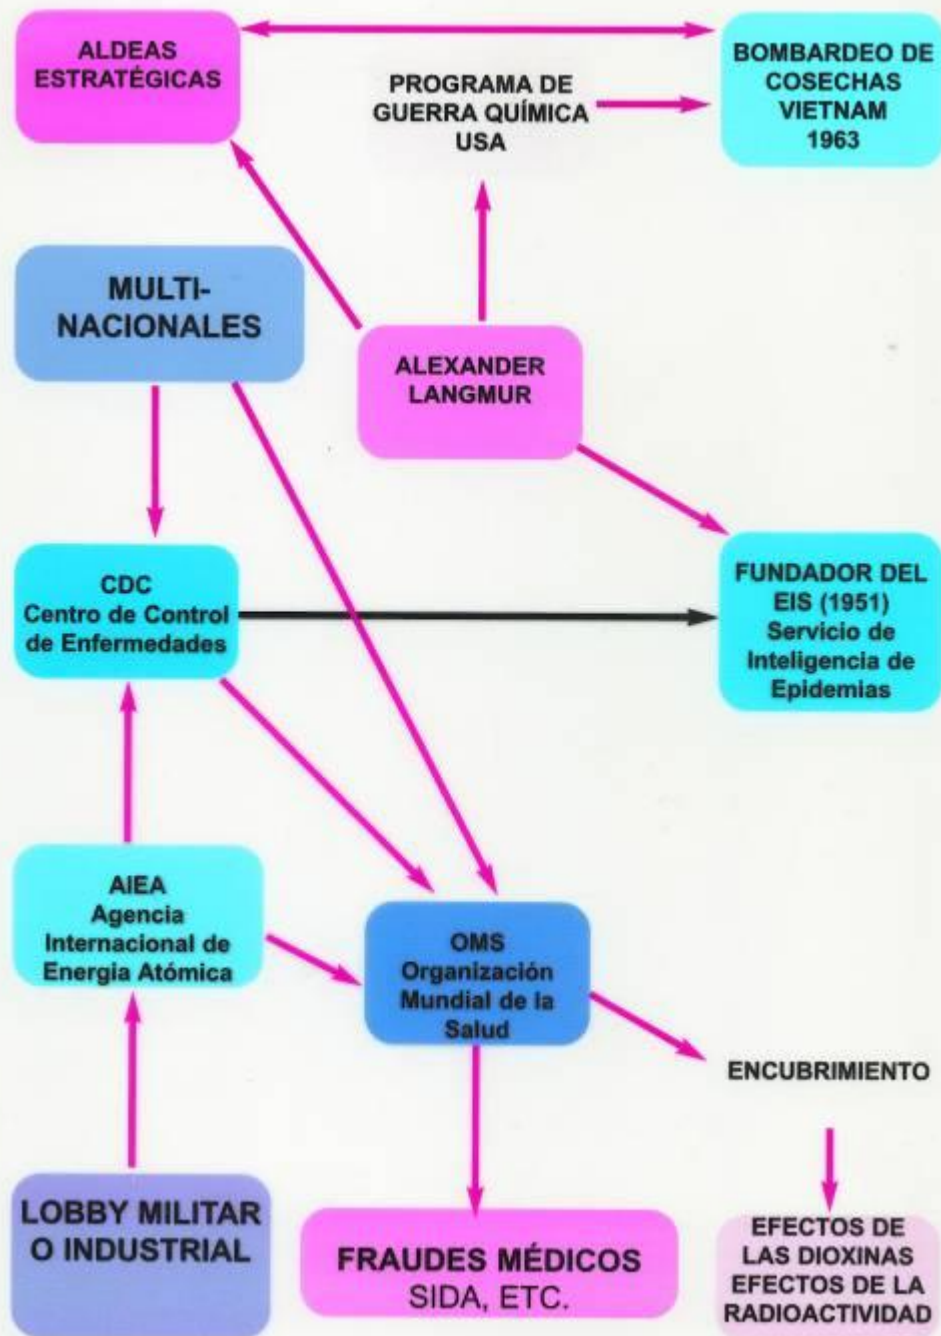 ALDEAS
ESTRATÉGICAS
PROGRAMA DE
GUERRA QUÍMICA
USA
BOMBARDEO DE
COSECHAS
VIETNAM
1963
MULTI-
NACIONALES
ALEXANDER
LANGMUR
CDC
Centro de Control
de Enfermedades
FUNDADOR DEL
EIS (1951)
Servicio de
Inteligencia de
Epidemias
AIEA
Agencia
Internacional de
Energia Atómica
OMS
Organización
Mundial de la
Salud
ENCUBRIMIENTO
LOBBY MILITAR
O INDUSTRIAL
FRAUDES MÉDICOS
SIDA, ETC.
EFECTOS DE
LAS DIOXINAS
EFECTOS DE LA
RADIOACTIVIDAD